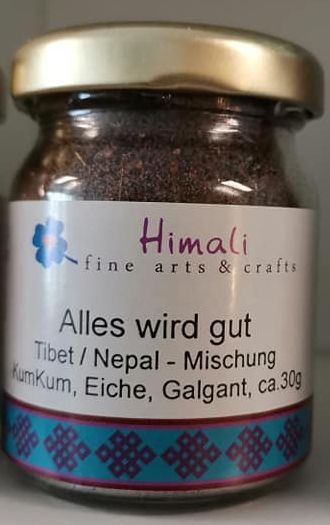 Himali
fine arts & crafts
Alles wird gut
Tibet / Nepal - Mischung
KumKum, Eiche, Galgant, ca.30g